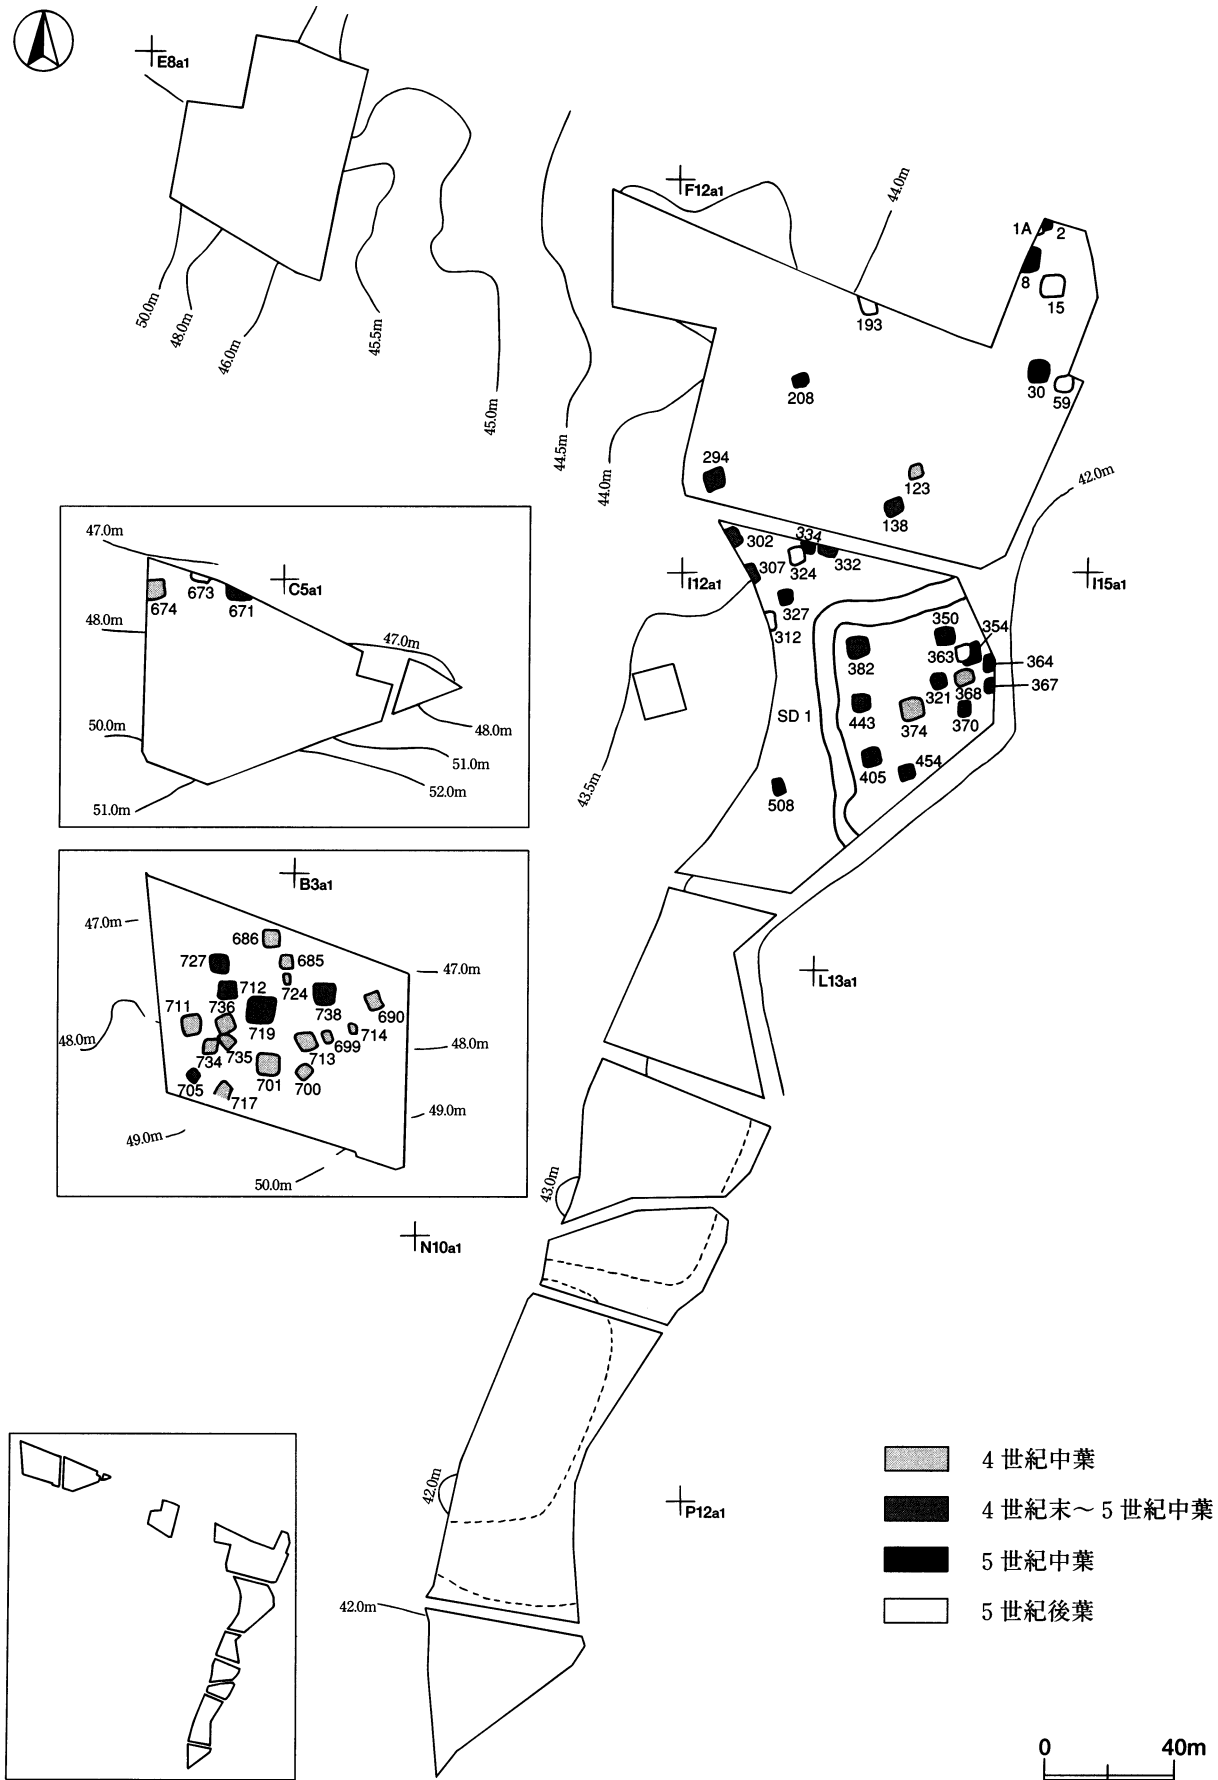 E8a1
F12a1
44.0m
1A
2
8
15
193
30
59
208
50.0m
48.0m
46.0m
45.5m
45.0m
44.5m
44.0m
294
123
138
42.0m
302
334
332
324
307
I12a1
I15a1
327
312
350
354
363
364
382
321
368
367
SD 1
443
374
370
405
454
508
43.5m
47.0m
C5a1
674
673
671
48.0m
47.0m
50.0m
48.0m
51.0m
52.0m
51.0m
B3a1
47.0m
686
727
685
47.0m
712
724
738
690
711
736
719
714
48.0m
734
735
713
699
48.0m
705
717
701
700
49.0m
49.0m
50.0m
L13a1
43.0m
N10a1
42.0m
P12a1
42.0m
4世紀中葉
4世紀末～5世紀中葉
5世紀中葉
5世紀後葉
0 40m